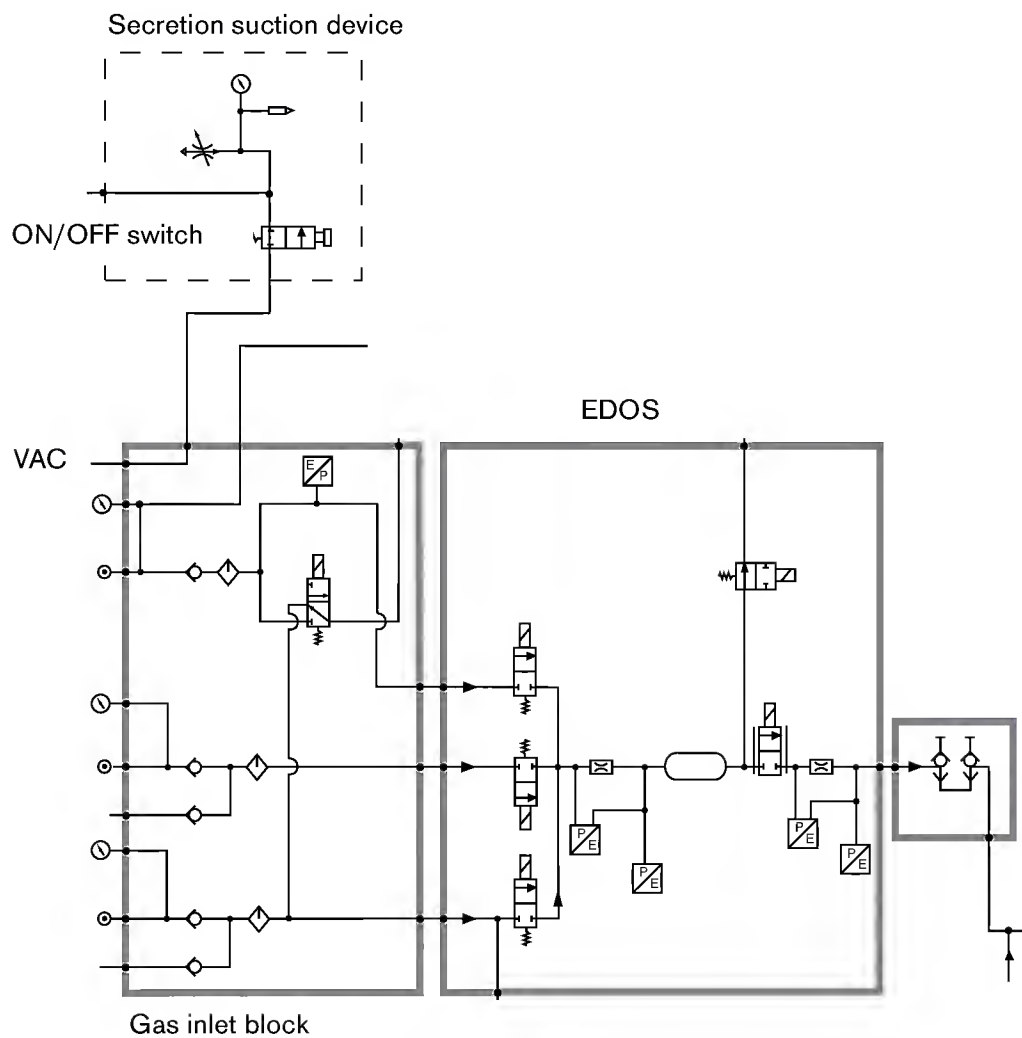 Secretion suction device
ON/OFF switch
EDOS
VAC
E/P
P/E
P/E
P/E
P/E
Gas inlet block